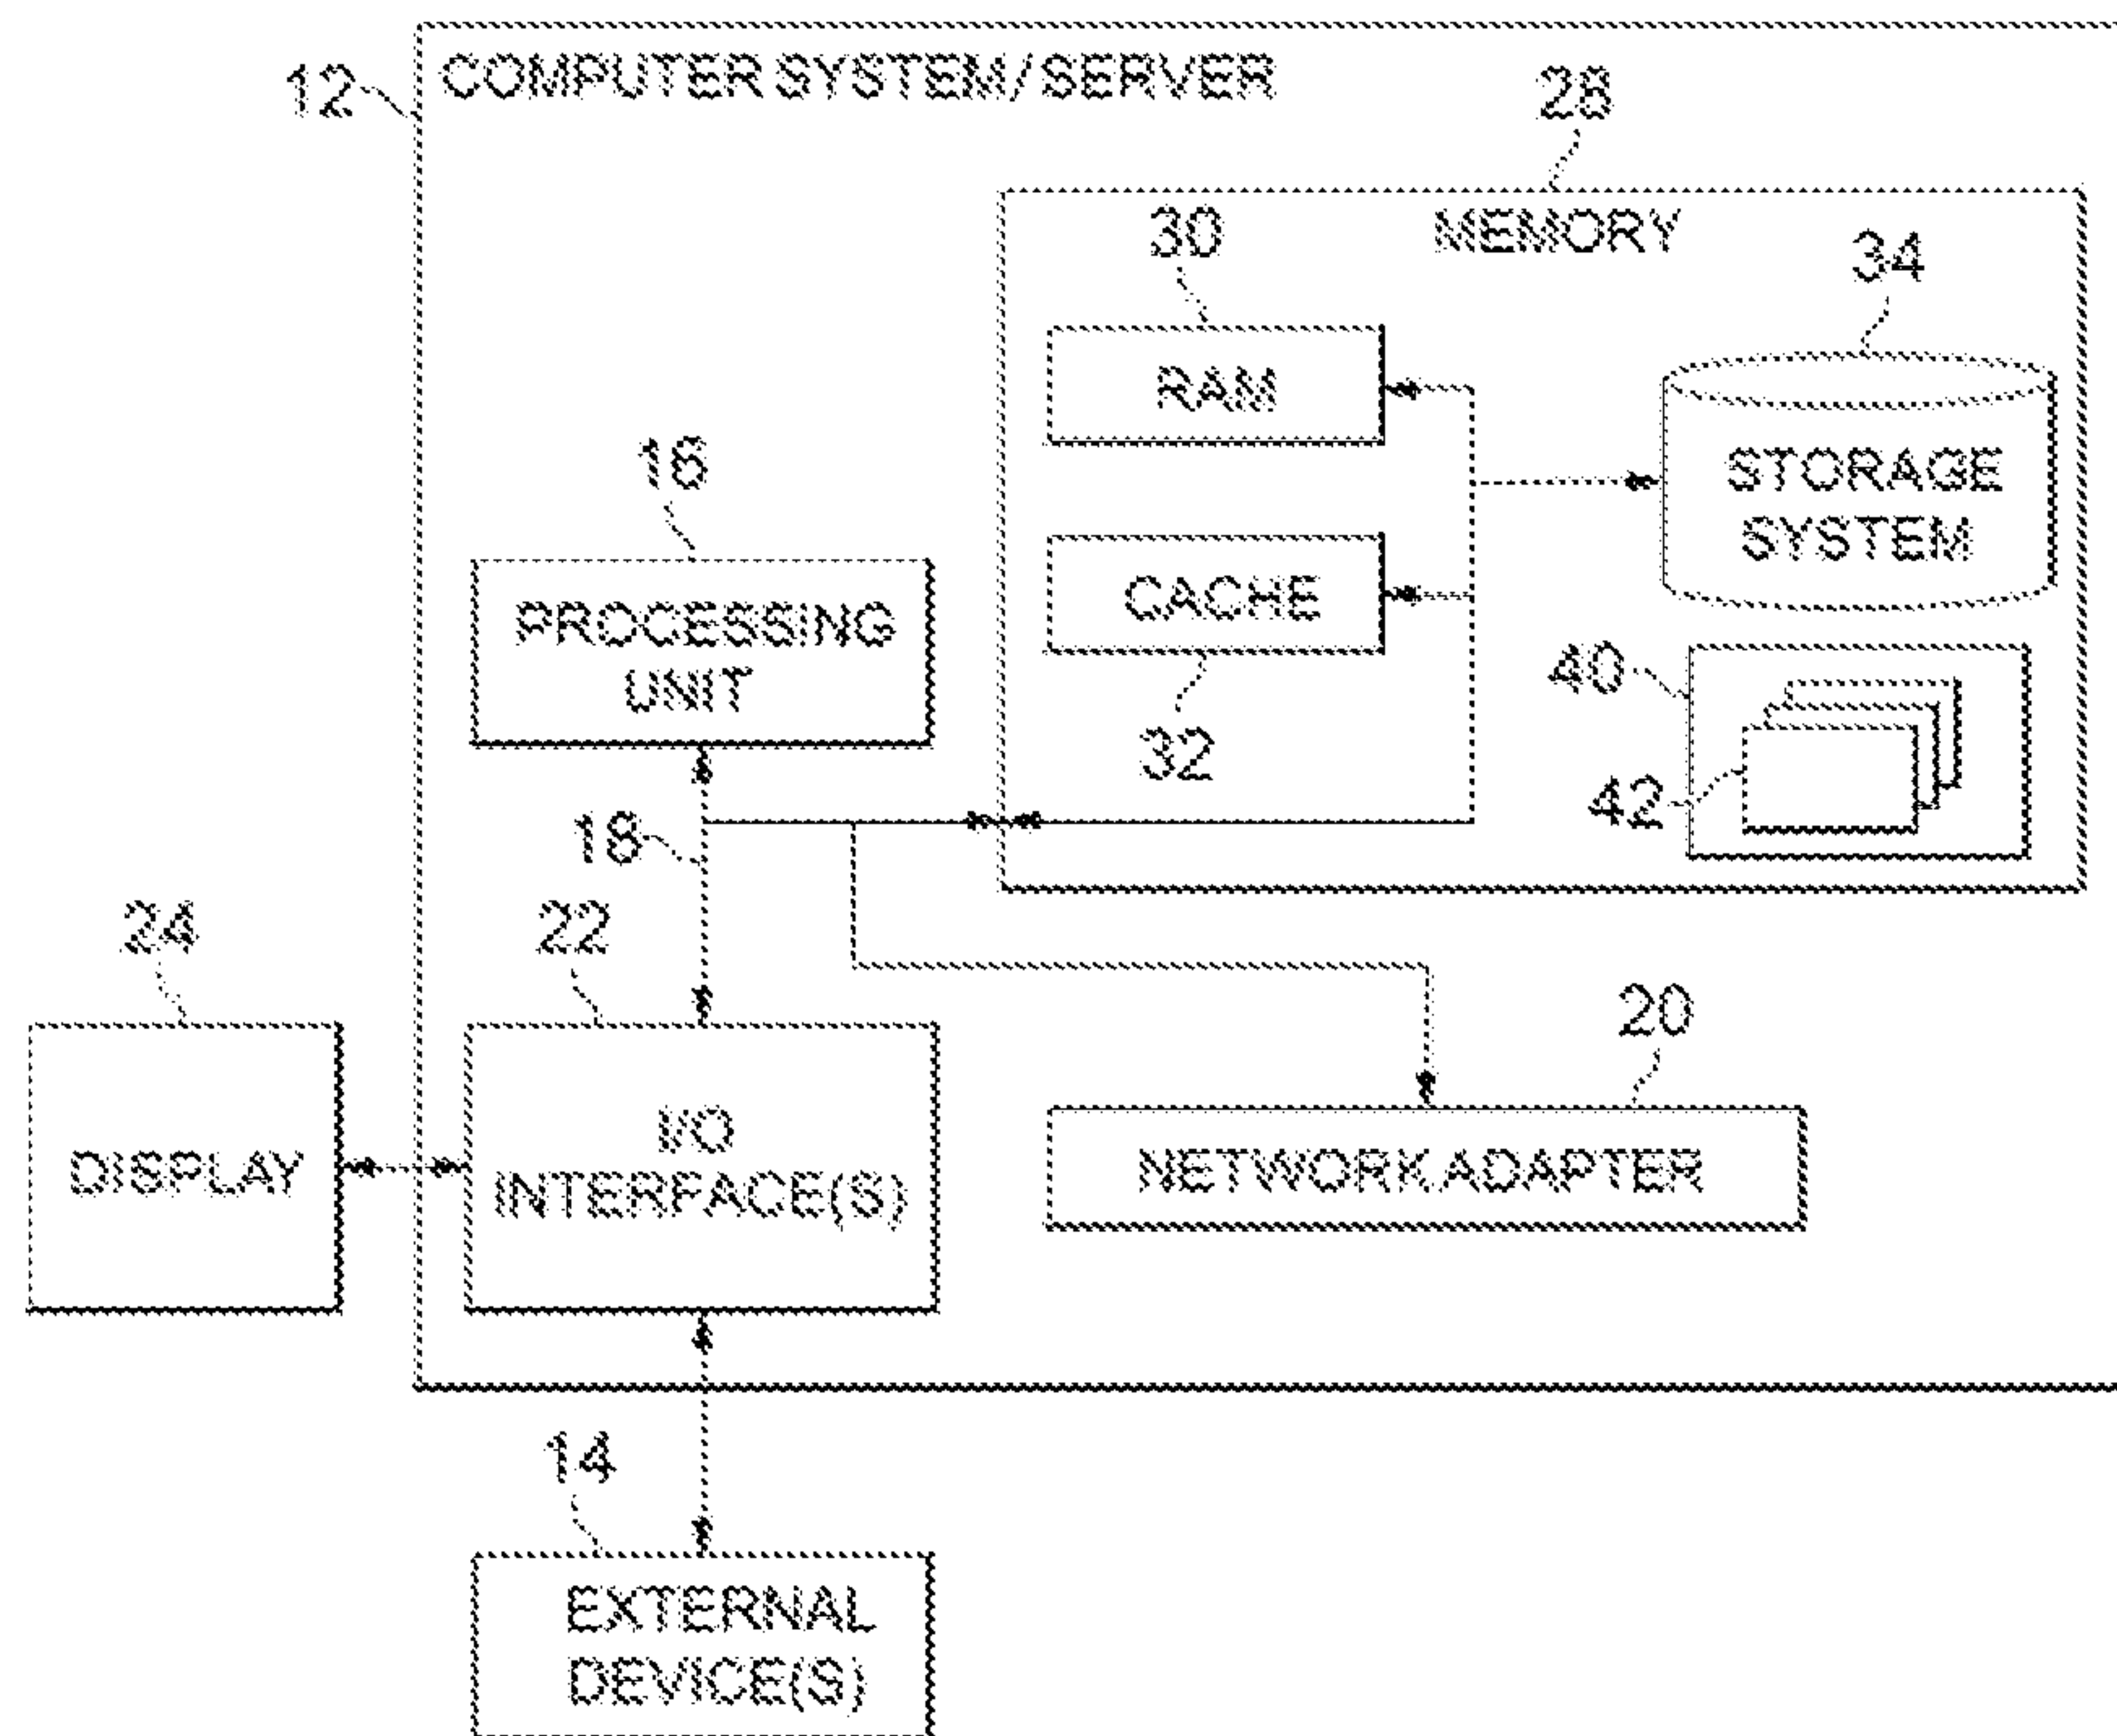 12
COMPUTER SYSTEM / SERVER
28
MEMORY
30
34
RAM
STORAGE
SYSTEM
16
CACHE
PROCESSING
UNIT
32
40
42
18
24
22
20
DISPLAY
I/O
INTERFACE(S)
NETWORK ADAPTER
14
EXTERNAL
DEVICE(S)